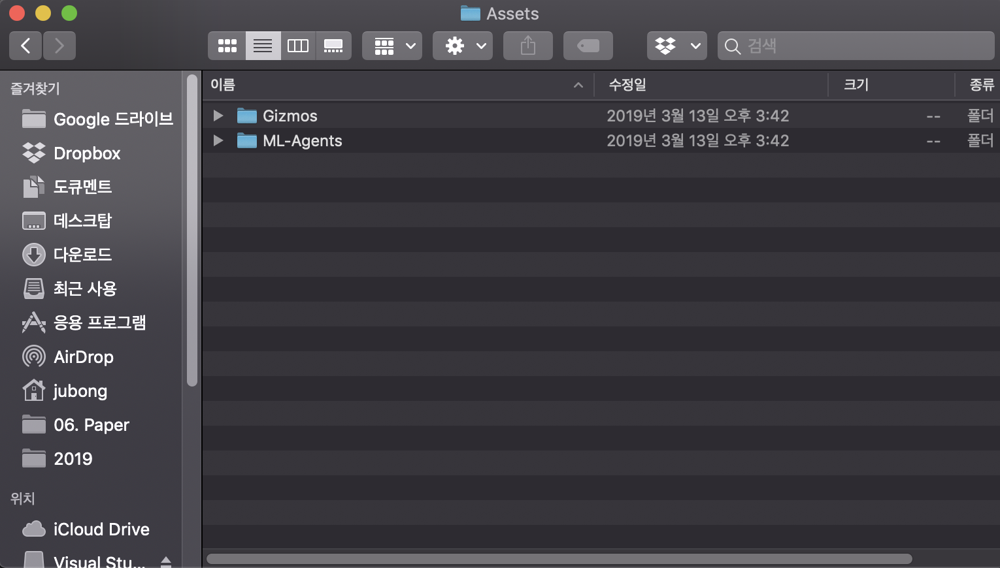 Assets
검색
즐겨찾기
Google 드라이브
Dropbox
도큐멘트
데스크탑
다운로드
최근 사용
응용 프로그램
AirDrop
jubong
06. Paper
2019
위치
iCloud Drive
Visual Stu...
이름 수정일 크기 종류
Gizmos 2019년 3월 13일 오후 3:42 -- 폴더
ML-Agents 2019년 3월 13일 오후 3:42 -- 폴더